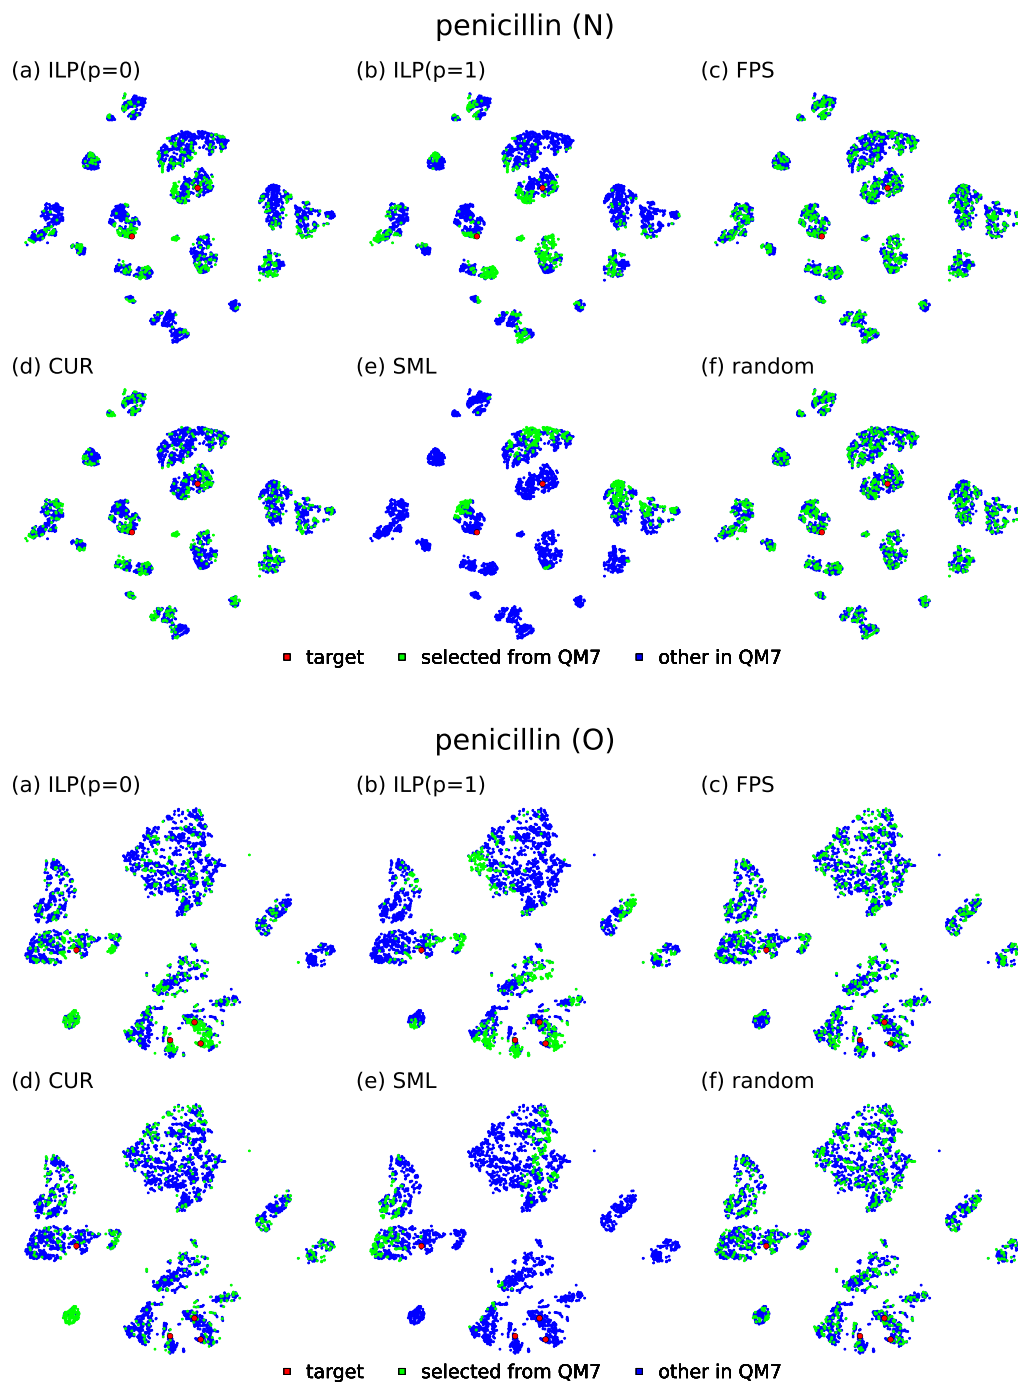 penicillin (N)
(a) ILP(p=0)
(b) ILP(p=1)
(c) FPS
(d) CUR
(e) SML
(f) random
target
selected from QM7
other in QM7
penicillin (O)
(a) ILP(p=0)
(b) ILP(p=1)
(c) FPS
(d) CUR
(e) SML
(f) random
target
selected from QM7
other in QM7